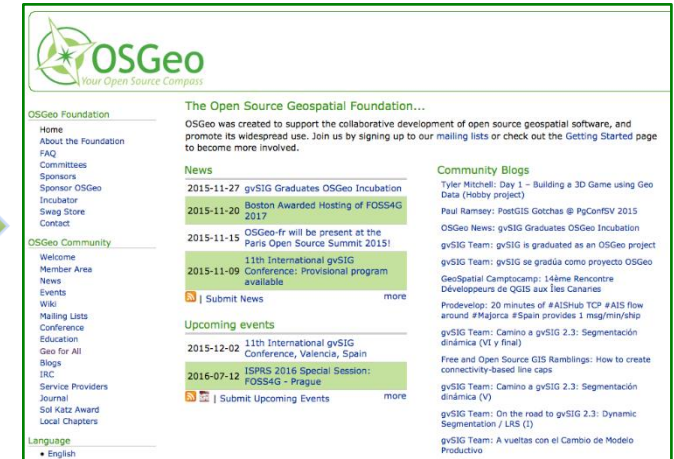 OSGeo
Your Open Source Compass
OSGeo Foundation
Home
About the Foundation
FAQ
Committees
Sponsors
Sponsor OSGeo
Incubator
Swag Store
Contact
OSGeo Community
Welcome
Member Area
News
Events
Wiki
Mailing Lists
Conference
Education
Geo for All
Blogs
IRC
Service Providers
Journal
Sol Katz Award
Local Chapters
Language
• English
The Open Source Geospatial Foundation...
OSGeo was created to support the collaborative development of open source geospatial software, and
promote its widespread use. Join us by signing up to our mailing lists or check out the Getting Started page
to become more involved.
News
2015-11-27 gvSIG Graduates OSGeo Incubation
2015-11-20 Boston Awarded Hosting of FOSS4G
2017
2015-11-15 OSGeo-fr will be present at the
Paris Open Source Summit 2015!
11th International gvSIG
2015-11-09 Conference: Provisional program
available
| Submit News more
Upcoming events
2015-12-02 11th International gvSIG
Conference, Valencia, Spain
2016-07-12 ISPRS 2016 Special Session:
FOSS4G - Prague
| Submit Upcoming Events more
Community Blogs
Tyler Mitchell: Day 1 – Building a 3D Game using Geo
Data (Hobby project)
Paul Ramsey: PostGIS Gotchas @ PgConfSV 2015
OSGeo News: gvSIG Graduates OSGeo Incubation
gvSIG Team: gvSIG is graduated as an OSGeo project
gvSIG Team: gvSIG se gradúa como proyecto OSGeo
GeoSpatial Camptocamp: 14ème Rencontre
Développeurs de QGIS aux Îles Canaries
Prodevelop: 20 minutes of #AISHub TCP #AIS flow
around #Majorca #Spain provides 1 msg/min/ship
gvSIG Team: Camino a gvSIG 2.3: Segmentación
dinámica (VI y final)
Free and Open Source GIS Ramblings: How to create
connectivity-based line caps
gvSIG Team: Camino a gvSIG 2.3: Segmentación
dinámica (V)
gvSIG Team: On the road to gvSIG 2.3: Dynamic
Segmentation / LRS (I)
gvSIG Team: A vueltas con el Cambio de Modelo
Productivo